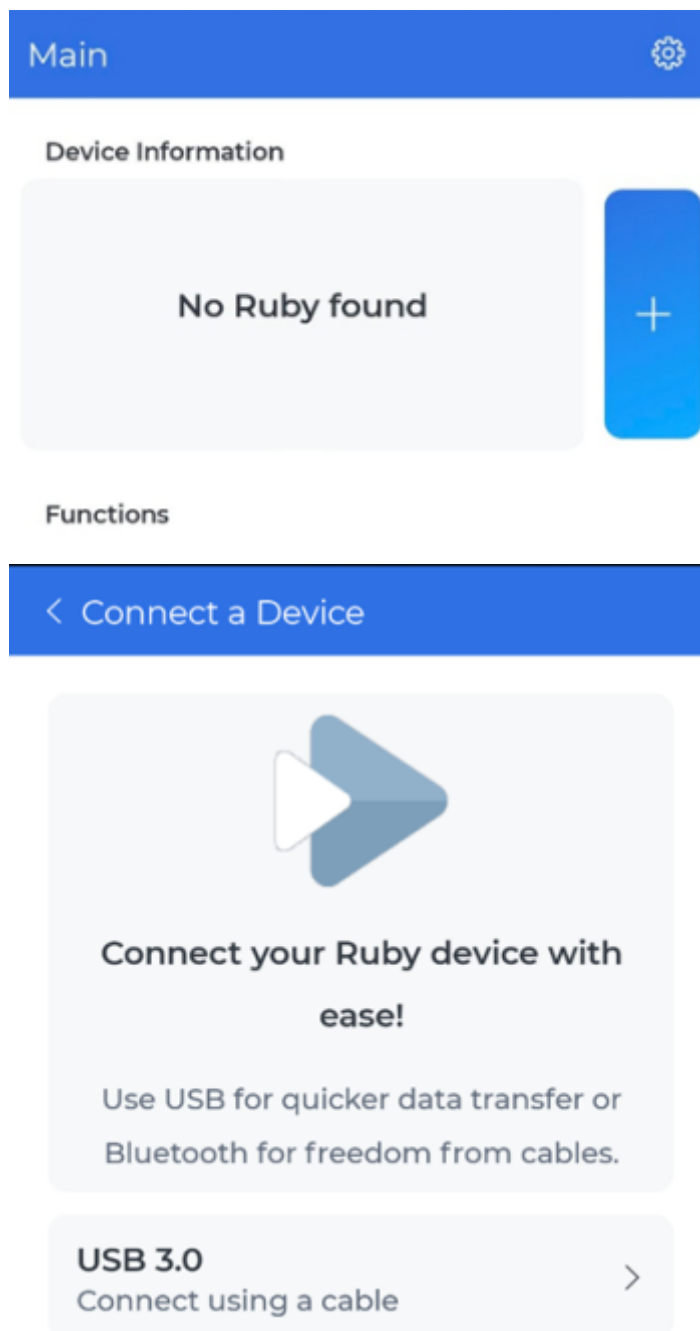 Main
Device Information
No Ruby found
Functions
Connect a Device
Connect your Ruby device with
ease!
Use USB for quicker data transfer or
Bluetooth for freedom from cables.
USB 3.0
Connect using a cable